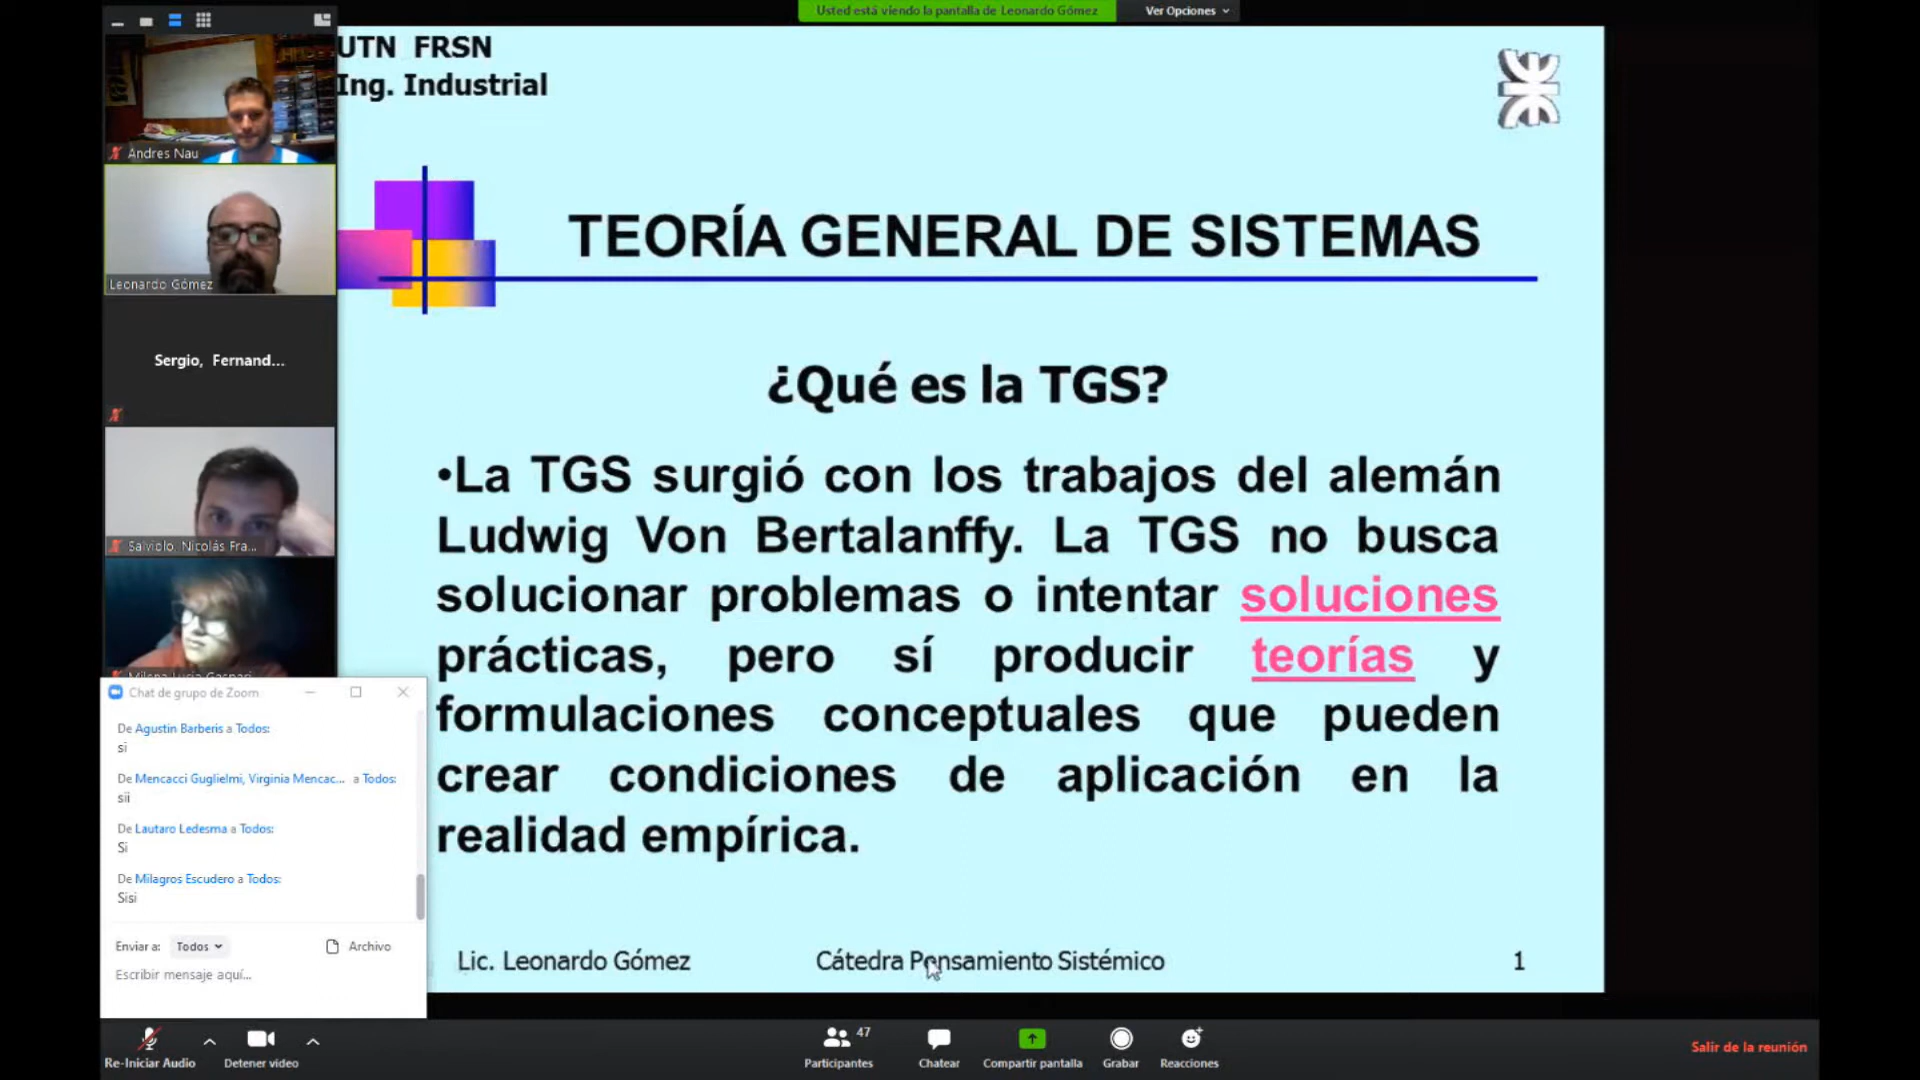 Usted está viendo la pantalla de Leonardo Gómez
Ver Opciones
UTN FRSN
Ing. Industrial
Andres Nau
Leonardo Gómez
Sergio, Fernand...
Salviolo, Nicolás Fra...
Milena Lucia Gaspari
TEORÍA GENERAL DE SISTEMAS
¿Qué es la TGS?
•La TGS surgió con los trabajos del alemán
Ludwig Von Bertalanffy. La TGS no busca
solucionar problemas o intentar soluciones
prácticas, pero sí producir teorías y
formulaciones conceptuales que pueden
crear condiciones de aplicación en la
realidad empírica.
Lic. Leonardo Gómez
Cátedra Pensamiento Sistémico
1
Chat de grupo de Zoom
De Agustin Barberis a Todos:
si
De Mencacci Guglielmi, Virginia Mencac... a Todos:
sii
De Lautaro Ledesma a Todos:
Si
De Milagros Escudero a Todos:
Sisi
Enviar a: Todos
Archivo
Escribir mensaje aquí...
Re-Iniciar Audio
Detener video
Participantes
47
Chatear
Compartir pantalla
Grabar
Reacciones
Salir de la reunión